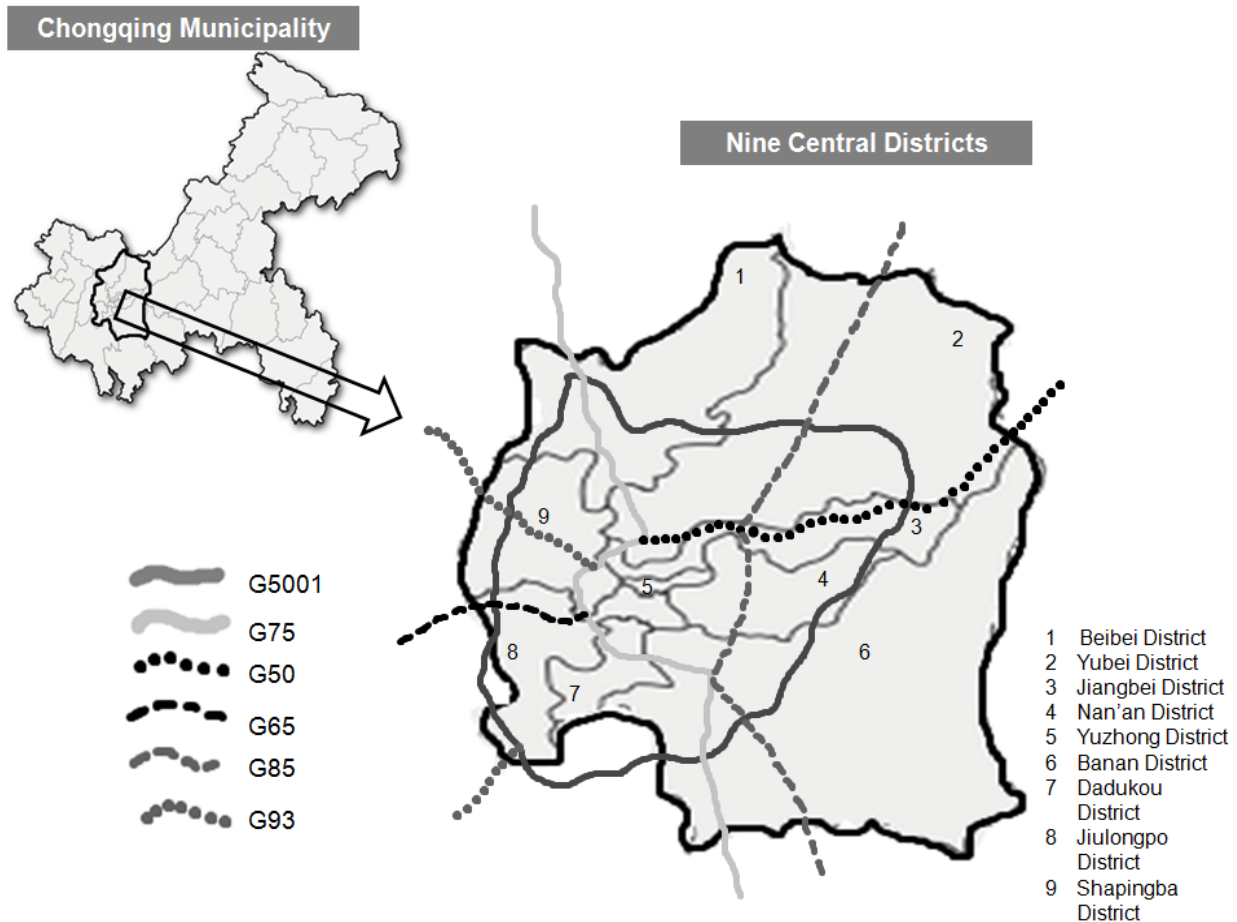 Chongqing Municipality
Nine Central Districts
1
2
9
3
5
4
8
6
7
G5001
G75
G50
G65
G85
G93
1 Beibei District
2 Yubei District
3 Jiangbei District
4 Nan’an District
5 Yuzhong District
6 Banan District
7 Dadukou
District
8 Jiulongpo
District
9 Shapingba
District